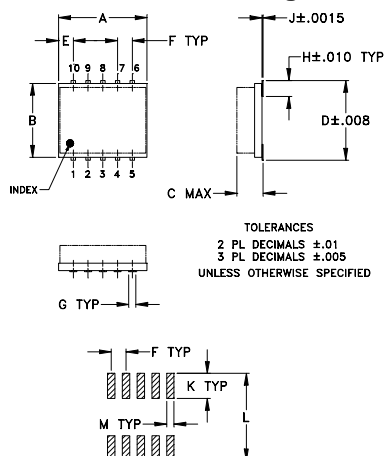 A
J±.0015
E
F TYP
H±.010 TYP
10 9 8 7 6
B
D±.008
INDEX
1 2 3 4 5
C MAX
TOLERANCES
2 PL DECIMALS ±.01
3 PL DECIMALS ±.005
UNLESS OTHERWISE SPECIFIED
G TYP
F TYP
K TYP
M TYP
L